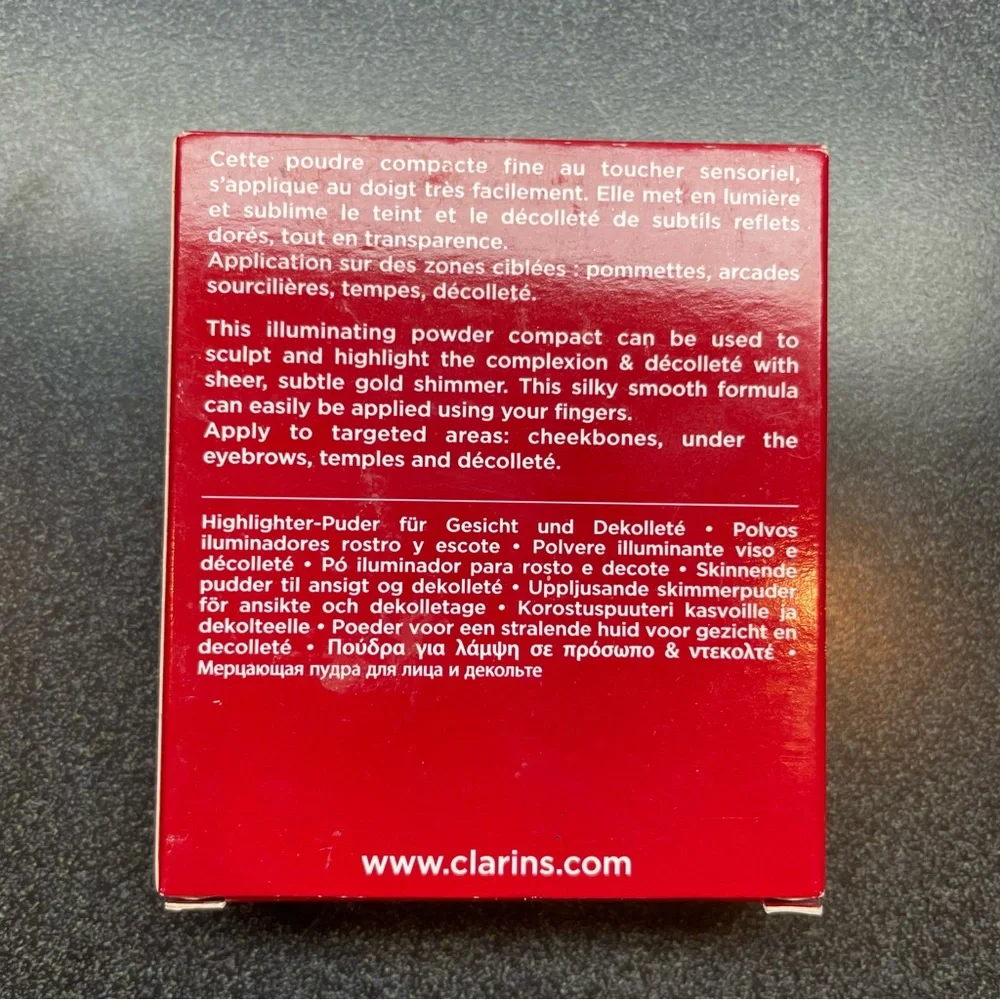 Cette poudre compacte fine au toucher sensoriel,
s'applique au doigt très facilement. Elle met en lumière
et sublime le teint et le décolleté de subtils reflets
dorés, tout en transparence.
Application sur des zones ciblées : pommettes, arcades
sourcilières, tempes, décolleté.
This illuminating powder compact can be used to
sculpt and highlight the complexion & décolleté with
sheer, subtle gold shimmer. This silky smooth formula
can easily be applied using your fingers.
Apply to targeted areas: cheekbones, under the
eyebrows, temples and décolleté.
Highlighter-Puder für Gesicht und Dekolleté • Polvos
iluminadores rostro y escote • Polvere illuminante viso e
décolleté • Pó iluminador para rosto e decote • Skinnende
pudder til ansigt og dekolleté • Uppljusande skimmerpuder
för ansikte och dekolletage • Korostuspuuteri kasvoille ja
dekolteelle • Poeder voor een stralende huid voor gezicht en
decolleté • Πούδρα για λάμψη σε πρόσωπο & ντεκολτέ •
Мерцающая пудра для лица и декольте
www.clarins.com